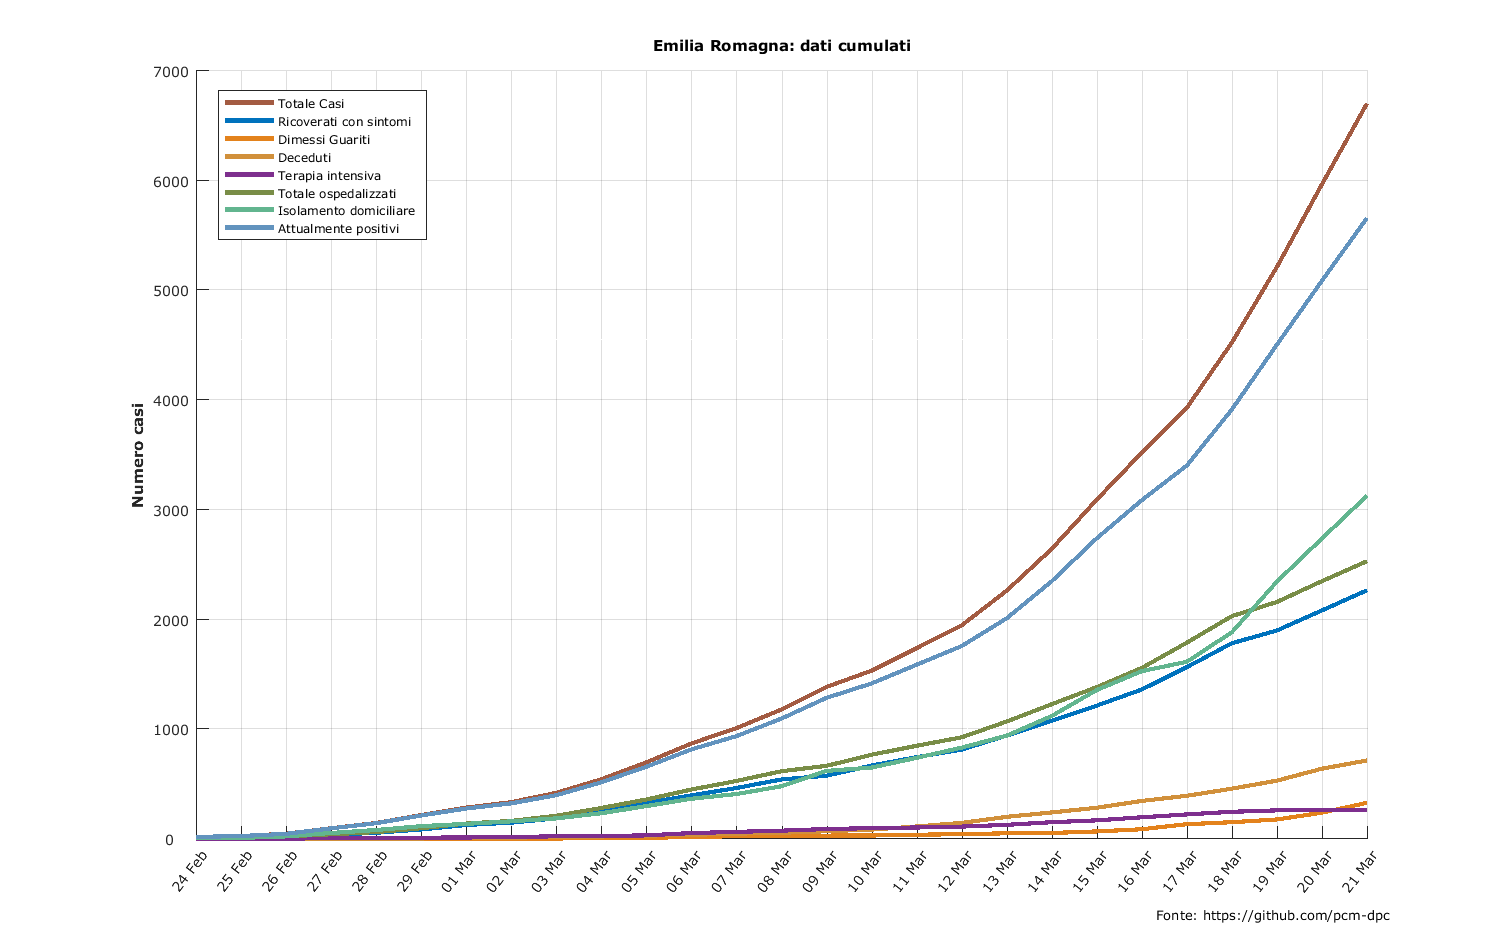 Emilia Romagna: dati cumulati
7000
6000
5000
4000
3000
2000
1000
0
Numero casi
Totale Casi
Ricoverati con sintomi
Dimessi Guariti
Deceduti
Terapia intensiva
Totale ospedalizzati
Isolamento domiciliare
Attualmente positivi
24 Feb
25 Feb
26 Feb
27 Feb
28 Feb
29 Feb
01 Mar
02 Mar
03 Mar
04 Mar
05 Mar
06 Mar
07 Mar
08 Mar
09 Mar
10 Mar
11 Mar
12 Mar
13 Mar
14 Mar
15 Mar
16 Mar
17 Mar
18 Mar
19 Mar
20 Mar
21 Mar
Fonte: https://github.com/pcm-dpc